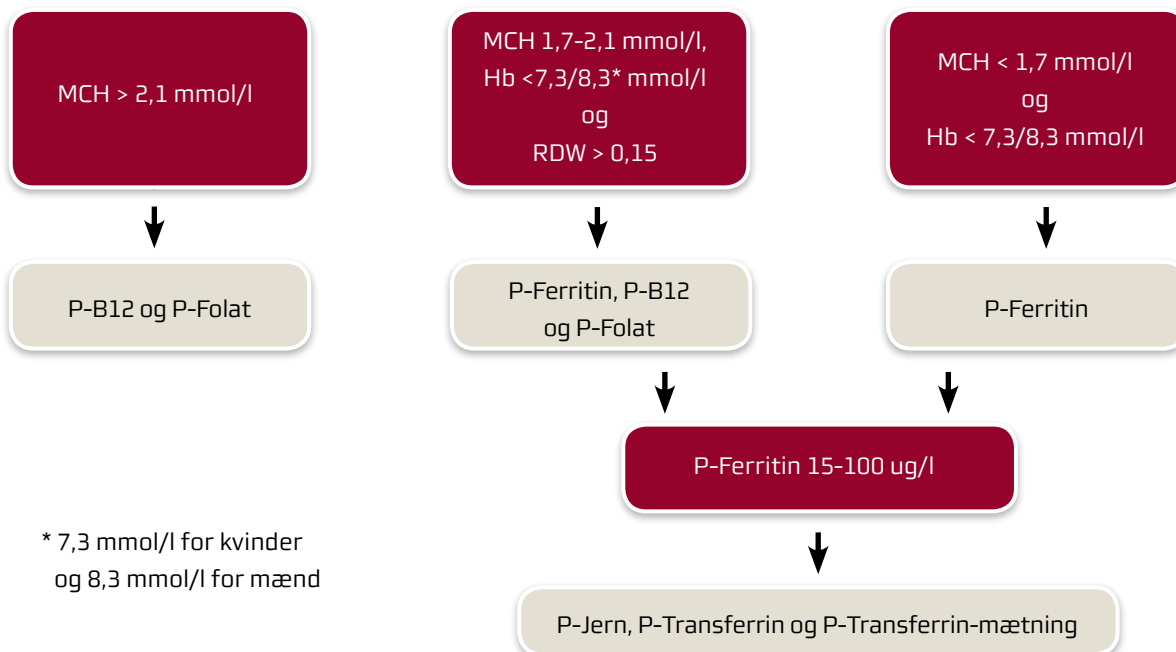 MCH > 2,1 mmol/l
MCH 1,7-2,1 mmol/l,
Hb <7,3/8,3* mmol/l
og
RDW > 0,15
MCH < 1,7 mmol/l
og
Hb < 7,3/8,3 mmol/l
P-B12 og P-Folat
P-Ferritin, P-B12
og P-Folat
P-Ferritin
P-Ferritin 15-100 ug/l
* 7,3 mmol/l for kvinder
og 8,3 mmol/l for mænd
P-Jern, P-Transferrin og P-Transferrin-mætning